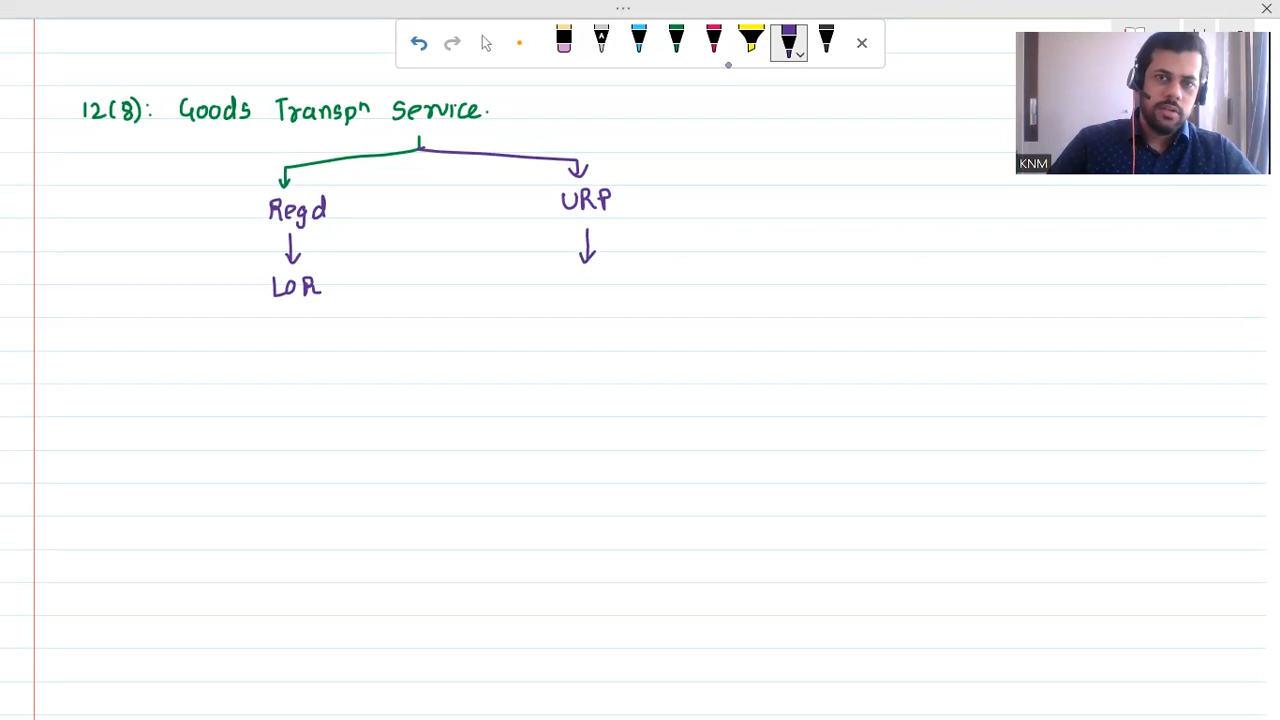 12(8): Goods Transpⁿ Service.
Regd URP
LOR
KNM